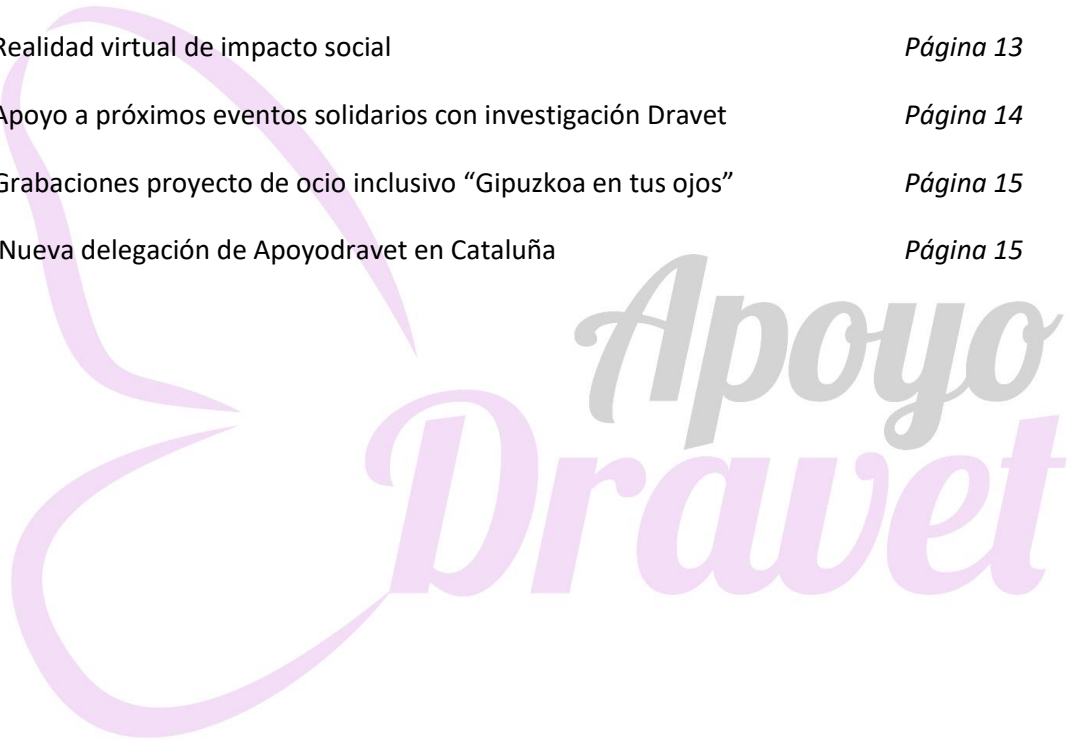 Realidad virtual de impacto social Página 13
Apoyo a próximos eventos solidarios con investigación Dravet Página 14
Grabaciones proyecto de ocio inclusivo “Gipuzkoa en tus ojos” Página 15
Nueva delegación de Apoyodravet en Cataluña Página 15
Apoyo
Dravet